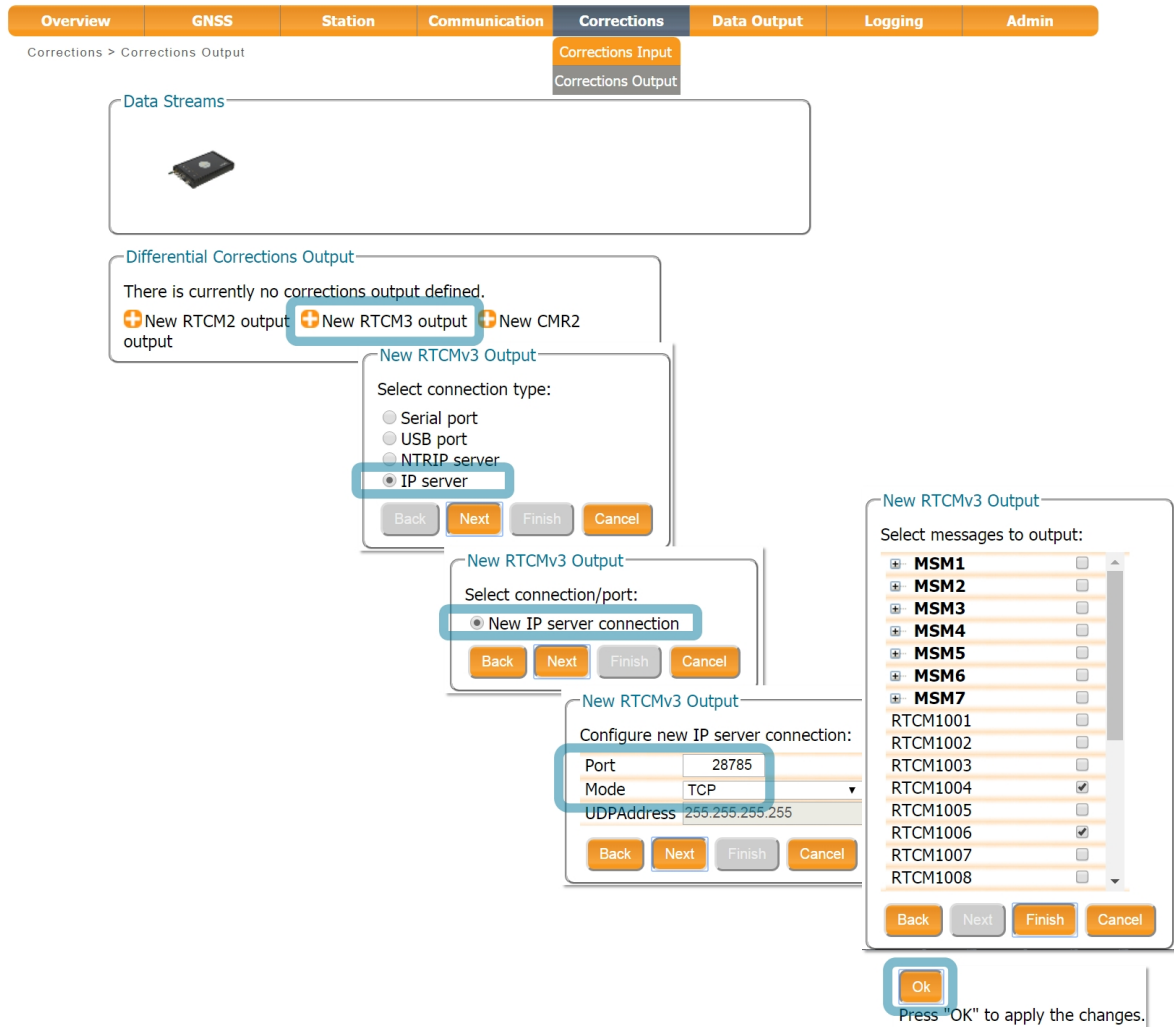 Overview GNSS Station Communication Corrections Data Output Logging Admin
Corrections > Corrections Output
Corrections Input
Corrections Output
Data Streams
Differential Corrections Output
There is currently no corrections output defined.
New RTCM2 output New RTCM3 output New CMR2
output
New RTCMv3 Output
Select connection type:
Serial port
USB port
NTRIP server
IP server
Back Next Finish Cancel
New RTCMv3 Output
Select connection/port:
New IP server connection
Back Next Finish Cancel
New RTCMv3 Output
Configure new IP server connection:
Port 28785
Mode TCP
UDPAddress 255.255.255.255
Back Next Finish Cancel
New RTCMv3 Output
Select messages to output:
MSM1
MSM2
MSM3
MSM4
MSM5
MSM6
MSM7
RTCM1001
RTCM1002
RTCM1003
RTCM1004
RTCM1005
RTCM1006
RTCM1007
RTCM1008
Back Next Finish Cancel
Ok
Press "OK" to apply the changes.